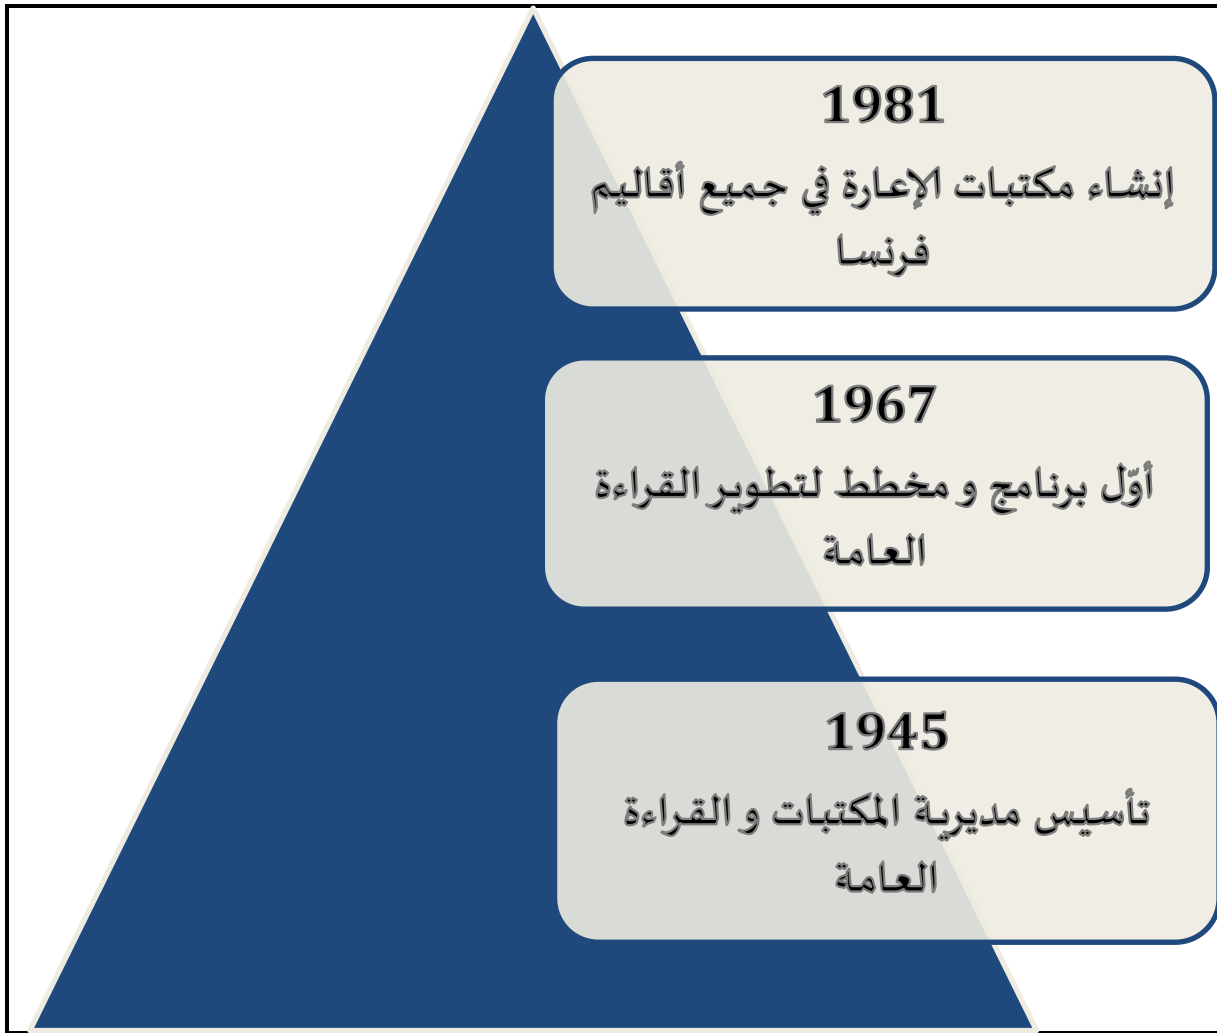 1981
إنشاء مكتبات الإعارة في جميع أقاليم
فرنسا
1967
أوّل برنامج و مخطط لتطوير القراءة
العامة
1945
تأسيس مديرية المكتبات و القراءة
العامة